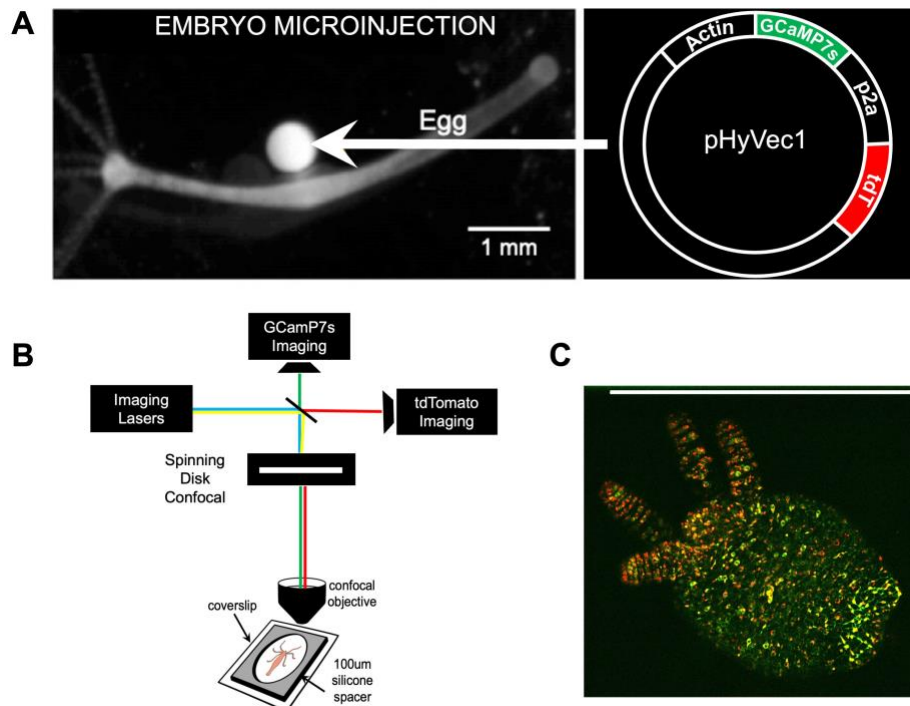 A
EMBRYO MICROINJECTION
Egg
1 mm
Actin
GCaMP7s
p2a
tdT
pHyVec1
B
GCamP7s
Imaging
Imaging
Lasers
tdTomato
Imaging
Spinning
Disk
Confocal
confocal
objective
coverslip
100um
silicone
spacer
C